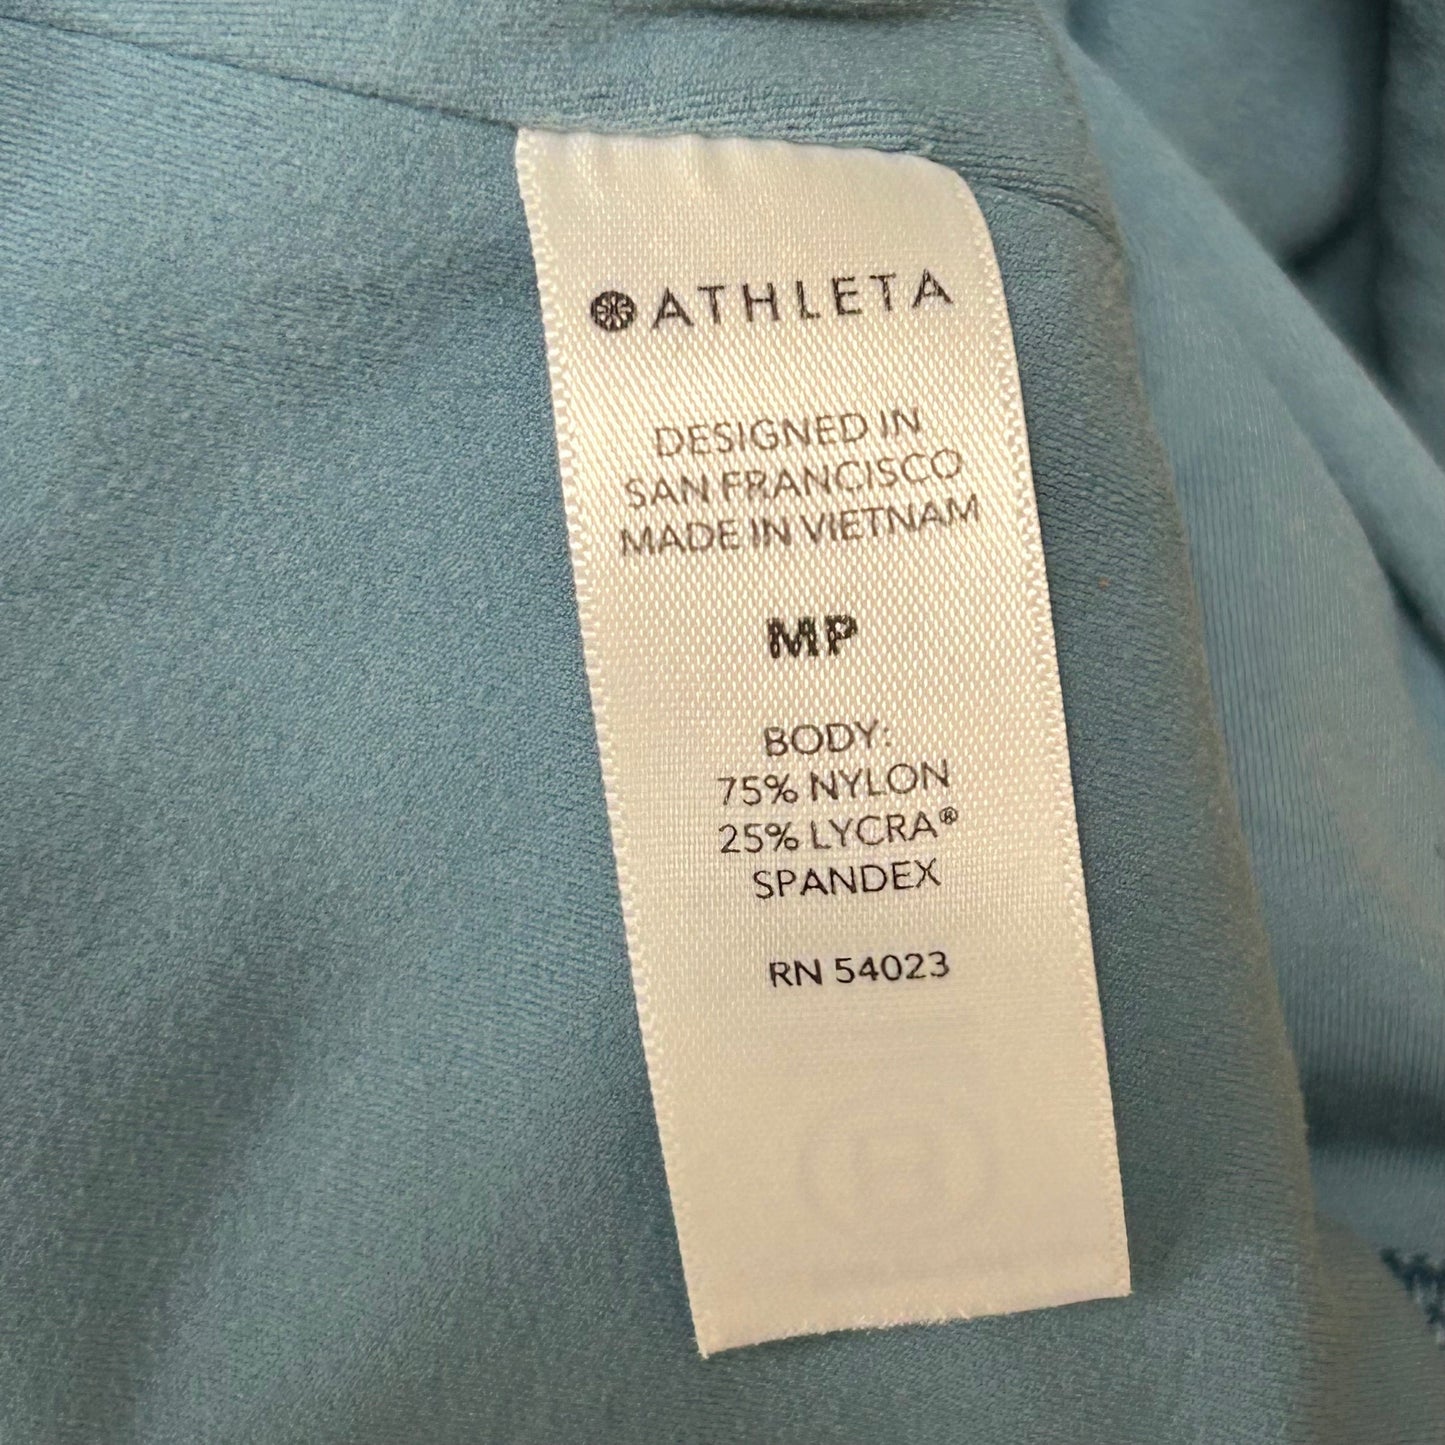 ATHLETA
DESIGNED IN
SAN FRANCISCO
MADE IN VIETNAM
MP
BODY:
75% NYLON
25% LYCRA®
SPANDEX
RN 54023